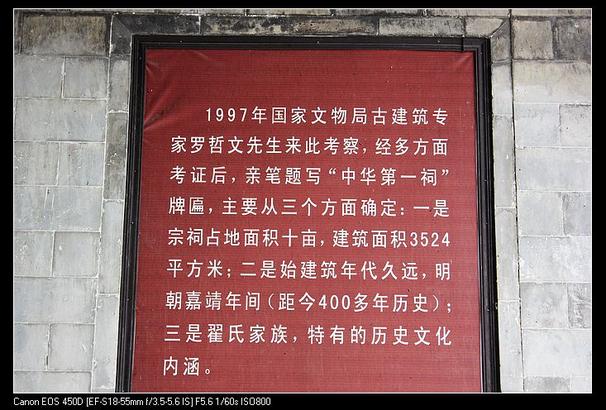 1997年国家文物局古建筑专
家罗哲文先生来此考察，经多方面
考证后，亲笔题写“中华第一祠”
牌匾，主要从三个方面确定：一是
宗祠占地面积十亩，建筑面积3524
平方米；二是始建筑年代久远，明
朝嘉靖年间（距今400多年历史）；
三是翟氏家族，特有的历史文化
内涵。
Canon EOS 450D [EF-S18-55mm f/3.5-5.6 IS] F5.6 1/60s ISO800